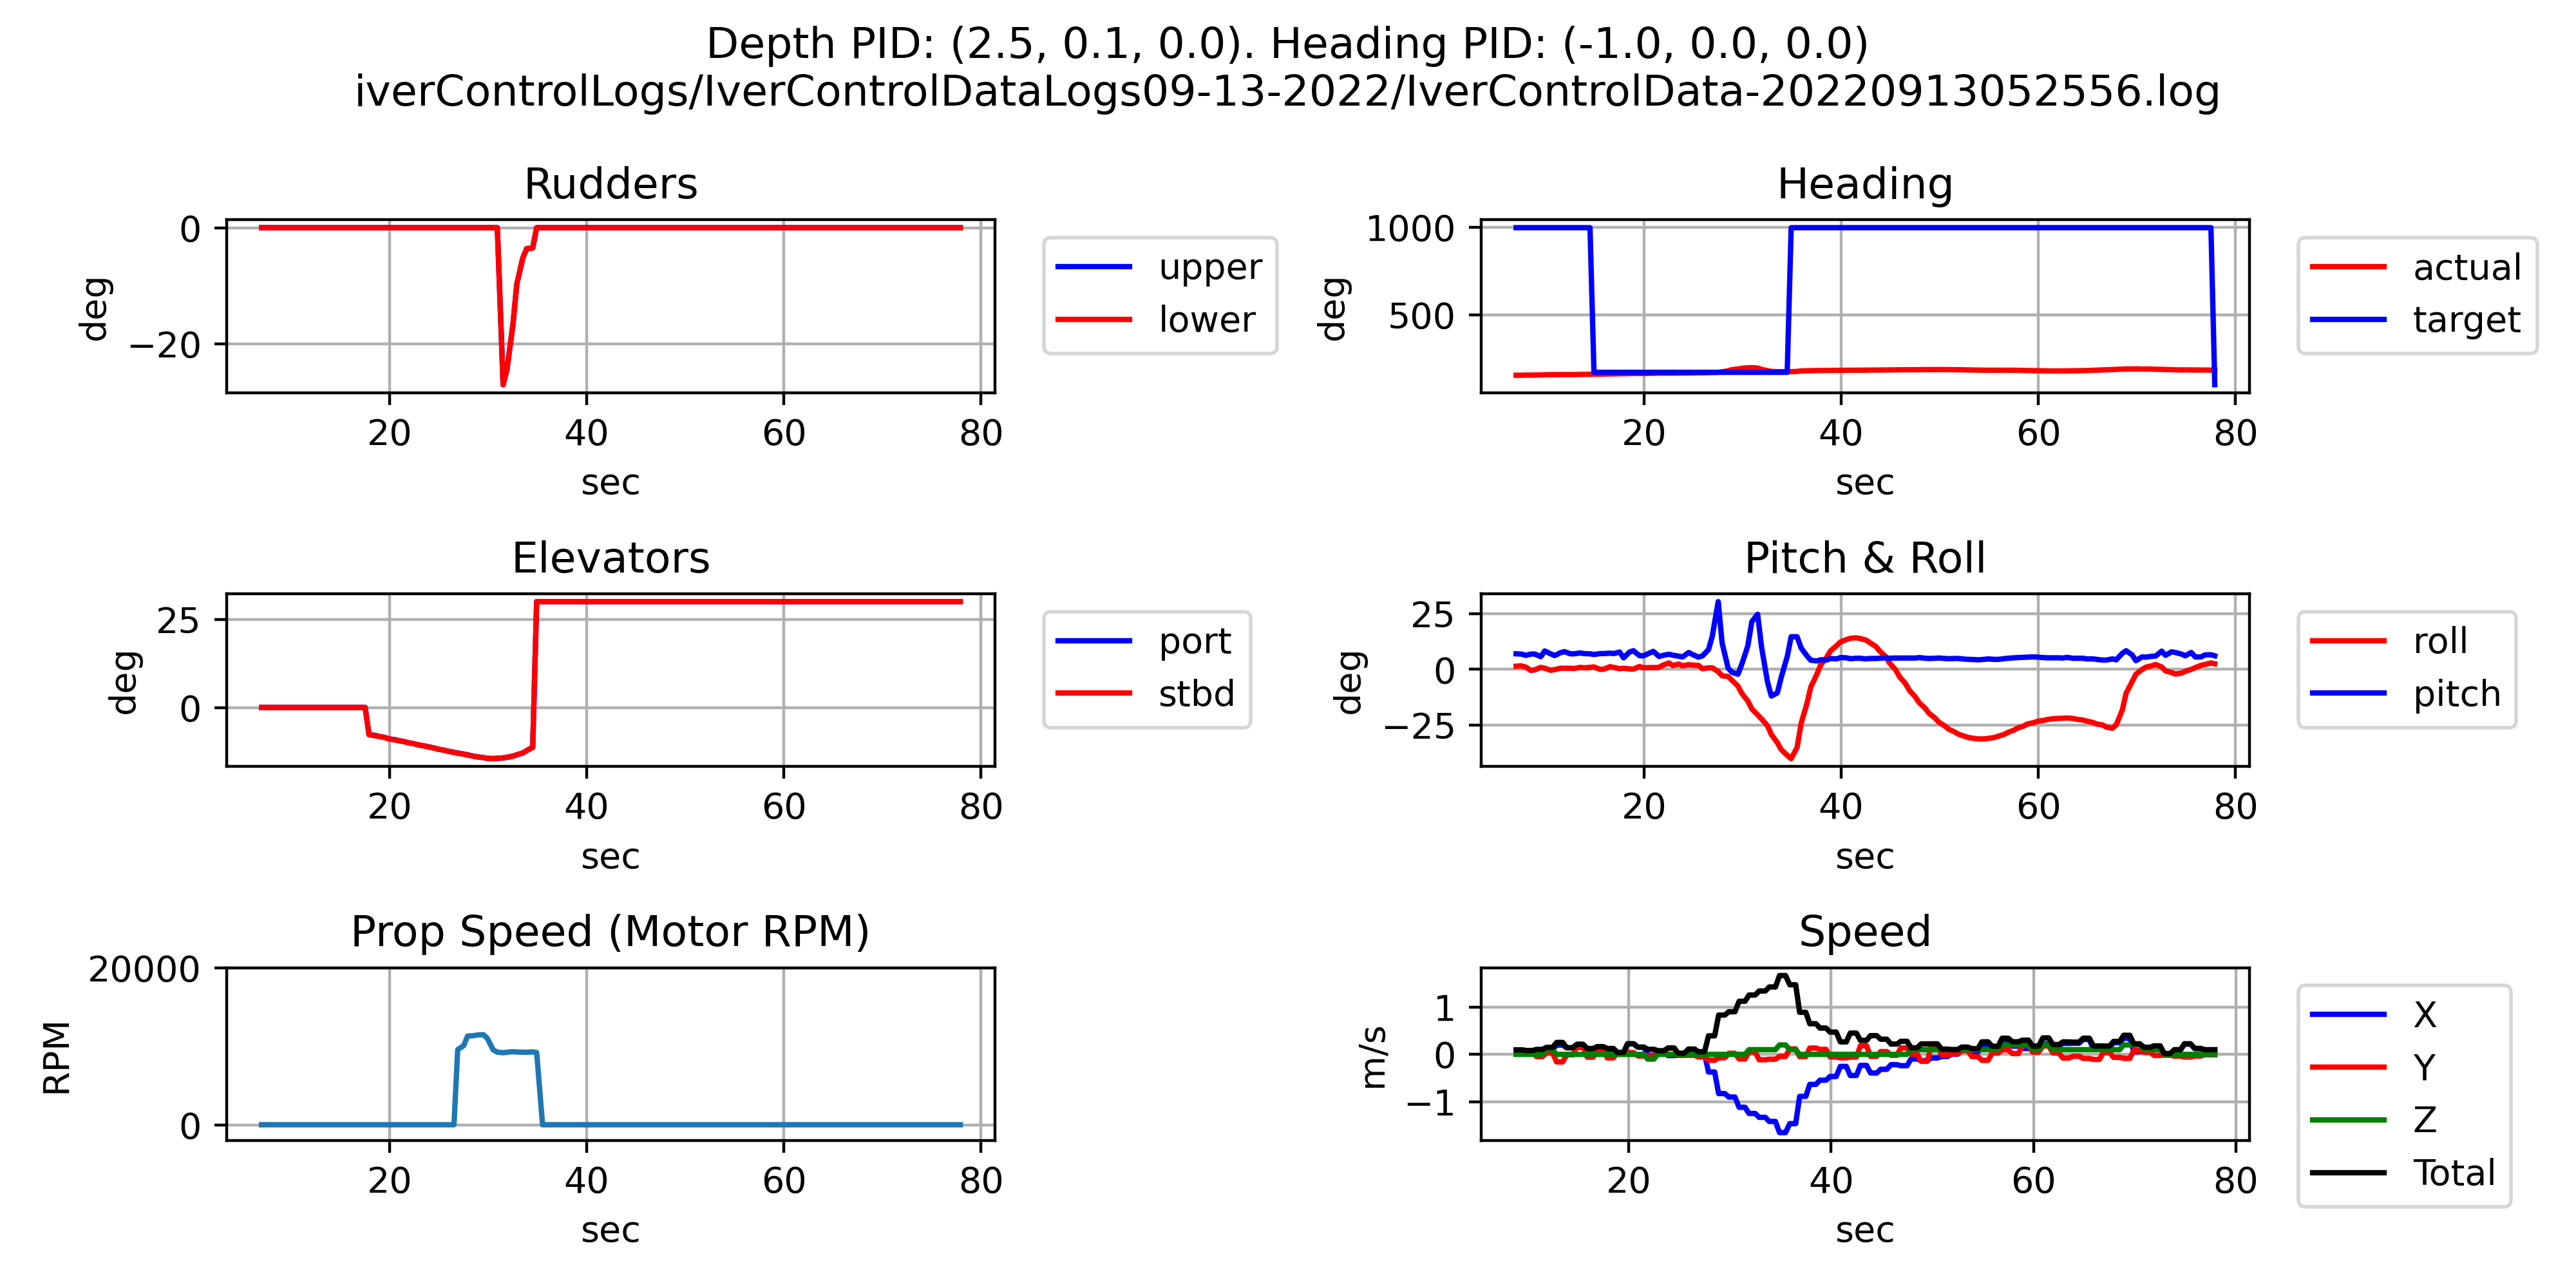 Depth PID: (2.5, 0.1, 0.0). Heading PID: (-1.0, 0.0, 0.0)
iverControlLogs/IverControlDataLogs09-13-2022/IverControlData-20220913052556.log
Rudders
0
−20
deg
20 40 60 80
sec
upper
lower
Heading
1000
500
deg
20 40 60 80
sec
actual
target
Elevators
25
0
deg
20 40 60 80
sec
port
stbd
Pitch & Roll
25
0
−25
deg
20 40 60 80
sec
roll
pitch
Prop Speed (Motor RPM)
20000
0
RPM
20 40 60 80
sec
Speed
1
0
−1
m/s
20 40 60 80
sec
X
Y
Z
Total